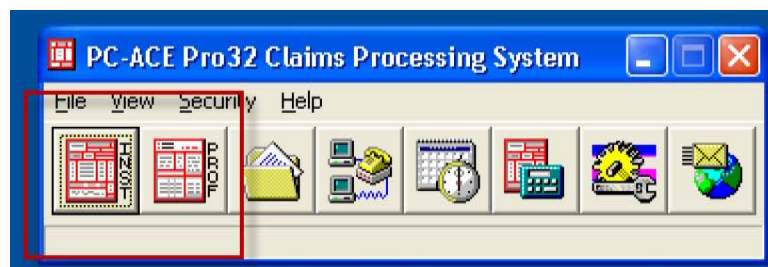 PC-ACE Pro32 Claims Processing System
File View Security Help
INST
PROF